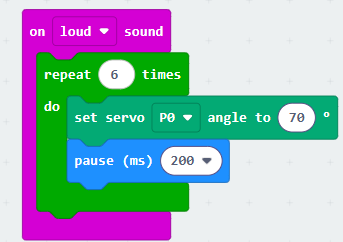 on loud sound
repeat 6 times
do
set servo P0 angle to 70 °
pause (ms) 200